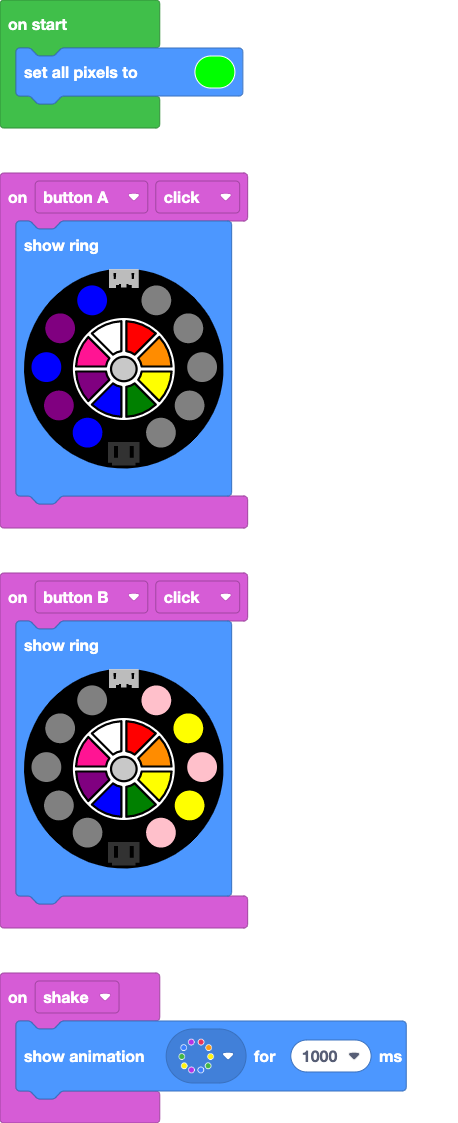 on start
set all pixels to
on button A click
show ring
on button B click
show ring
on shake
show animation for 1000 ms